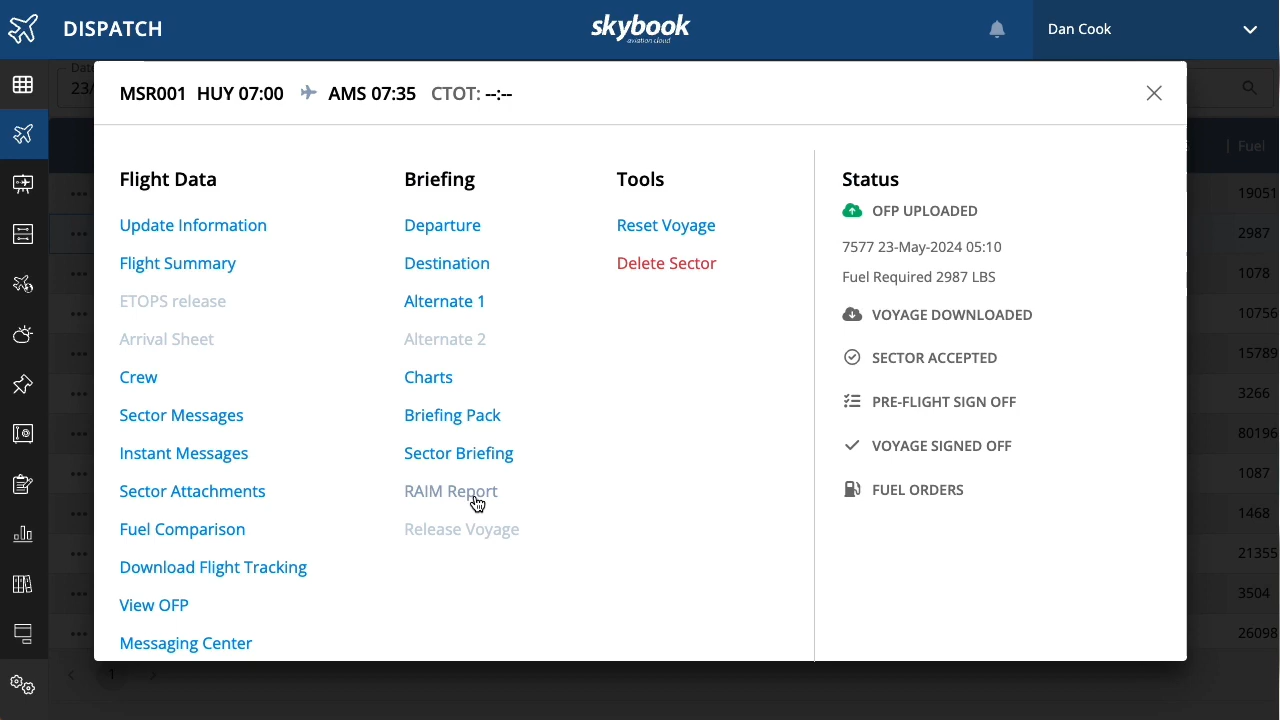 DISPATCH
skybook
aviation cloud
Dan Cook
Date
23/
MSR001 HUY 07:00 AMS 07:35 CTOT: --:--
Fuel
Flight Data
Update Information
Flight Summary
ETOPS release
Arrival Sheet
Crew
Sector Messages
Instant Messages
Sector Attachments
Fuel Comparison
Download Flight Tracking
View OFP
Messaging Center
Briefing
Departure
Destination
Alternate 1
Alternate 2
Charts
Briefing Pack
Sector Briefing
RAIM Report
Release Voyage
Tools
Reset Voyage
Delete Sector
Status
OFP UPLOADED
7577 23-May-2024 05:10
Fuel Required 2987 LBS
VOYAGE DOWNLOADED
SECTOR ACCEPTED
PRE-FLIGHT SIGN OFF
VOYAGE SIGNED OFF
FUEL ORDERS
19051
2987
1078
10756
15789
3266
80196
1087
1468
21355
3504
26098
1